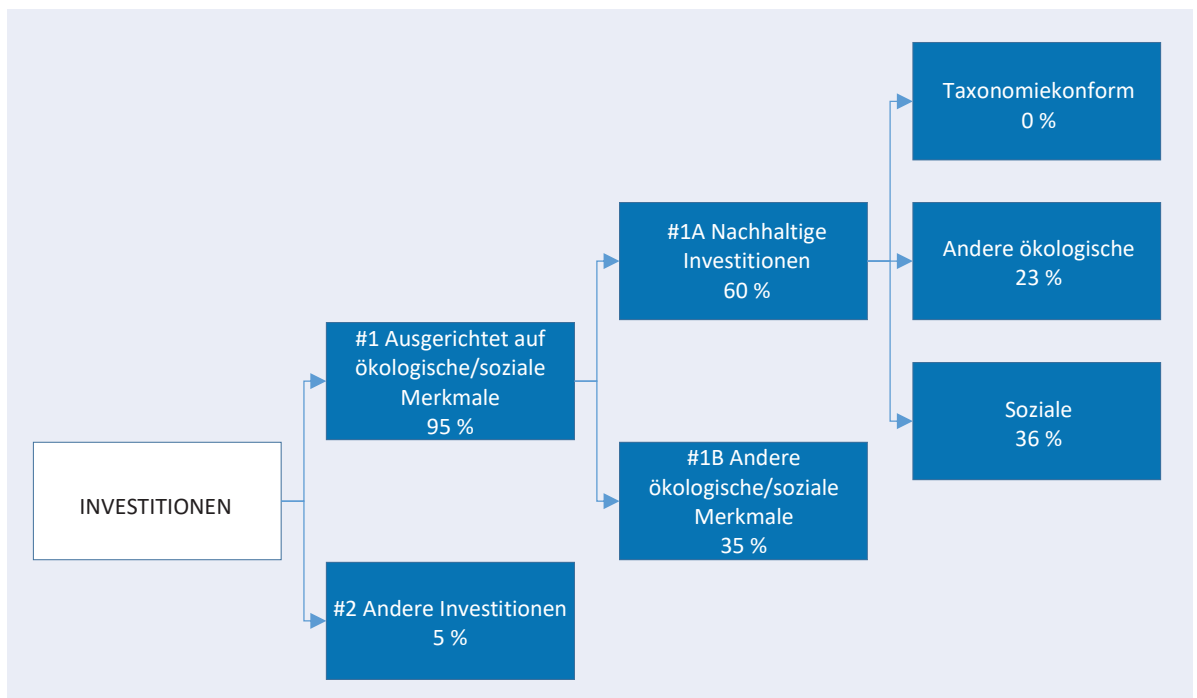 INVESTITIONEN
#1 Ausgerichtet auf
ökologische/soziale
Merkmale
95 %
#2 Andere Investitionen
5 %
#1A Nachhaltige
Investitionen
60 %
#1B Andere
ökologische/soziale
Merkmale
35 %
Taxonomiekonform
0 %
Andere ökologische
23 %
Soziale
36 %